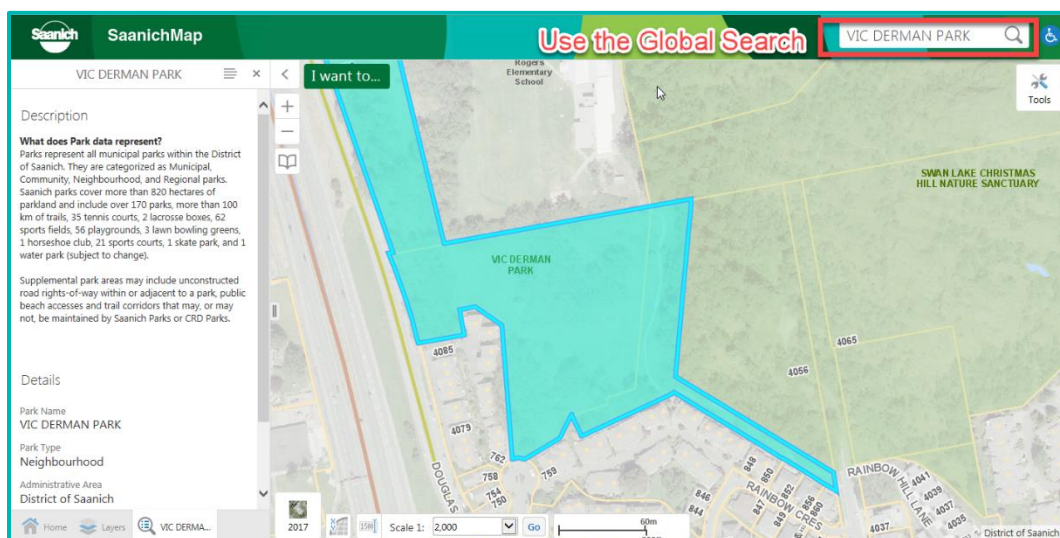 Saanich
SaanichMap
Use the Global Search
VIC DERMAN PARK
VIC DERMAN PARK
I want to...
Tools
Description
What does Park data represent?
Parks represent all municipal parks within the District
of Saanich. They are categorized as Municipal,
Community, Neighbourhood, and Regional parks.
Saanich parks cover more than 820 hectares of
parkland and include over 170 parks, more than 100
km of trails, 35 tennis courts, 2 lacrosse boxes, 62
sports fields, 56 playgrounds, 3 lawn bowling greens,
1 horseshoe club, 21 sports courts, 1 skate park, and 1
water park (subject to change).
Supplemental park areas may include unconstructed
road rights-of-way within or adjacent to a park, public
beach accesses and trail corridors that may, or may
not, be maintained by Saanich Parks or CRD Parks.
Details
Park Name
VIC DERMAN PARK
Park Type
Neighbourhood
Administrative Area
District of Saanich
Home
Layers
VIC DERMA...
Rogers
Elementary
School
SWAN LAKE CHRISTMAS
HILL NATURE SANCTUARY
VIC DERMAN
PARK
4085
4065
4056
4079
762
758
754
750
759
DOUGLAS
848
850
852
856
860
846
847
849
844
RAINBOW CRES
RAINBOW HILL LANE
4041
4039
4037
4035
4037
2017
Scale 1:
2,000
Go
60m
District of Saanich